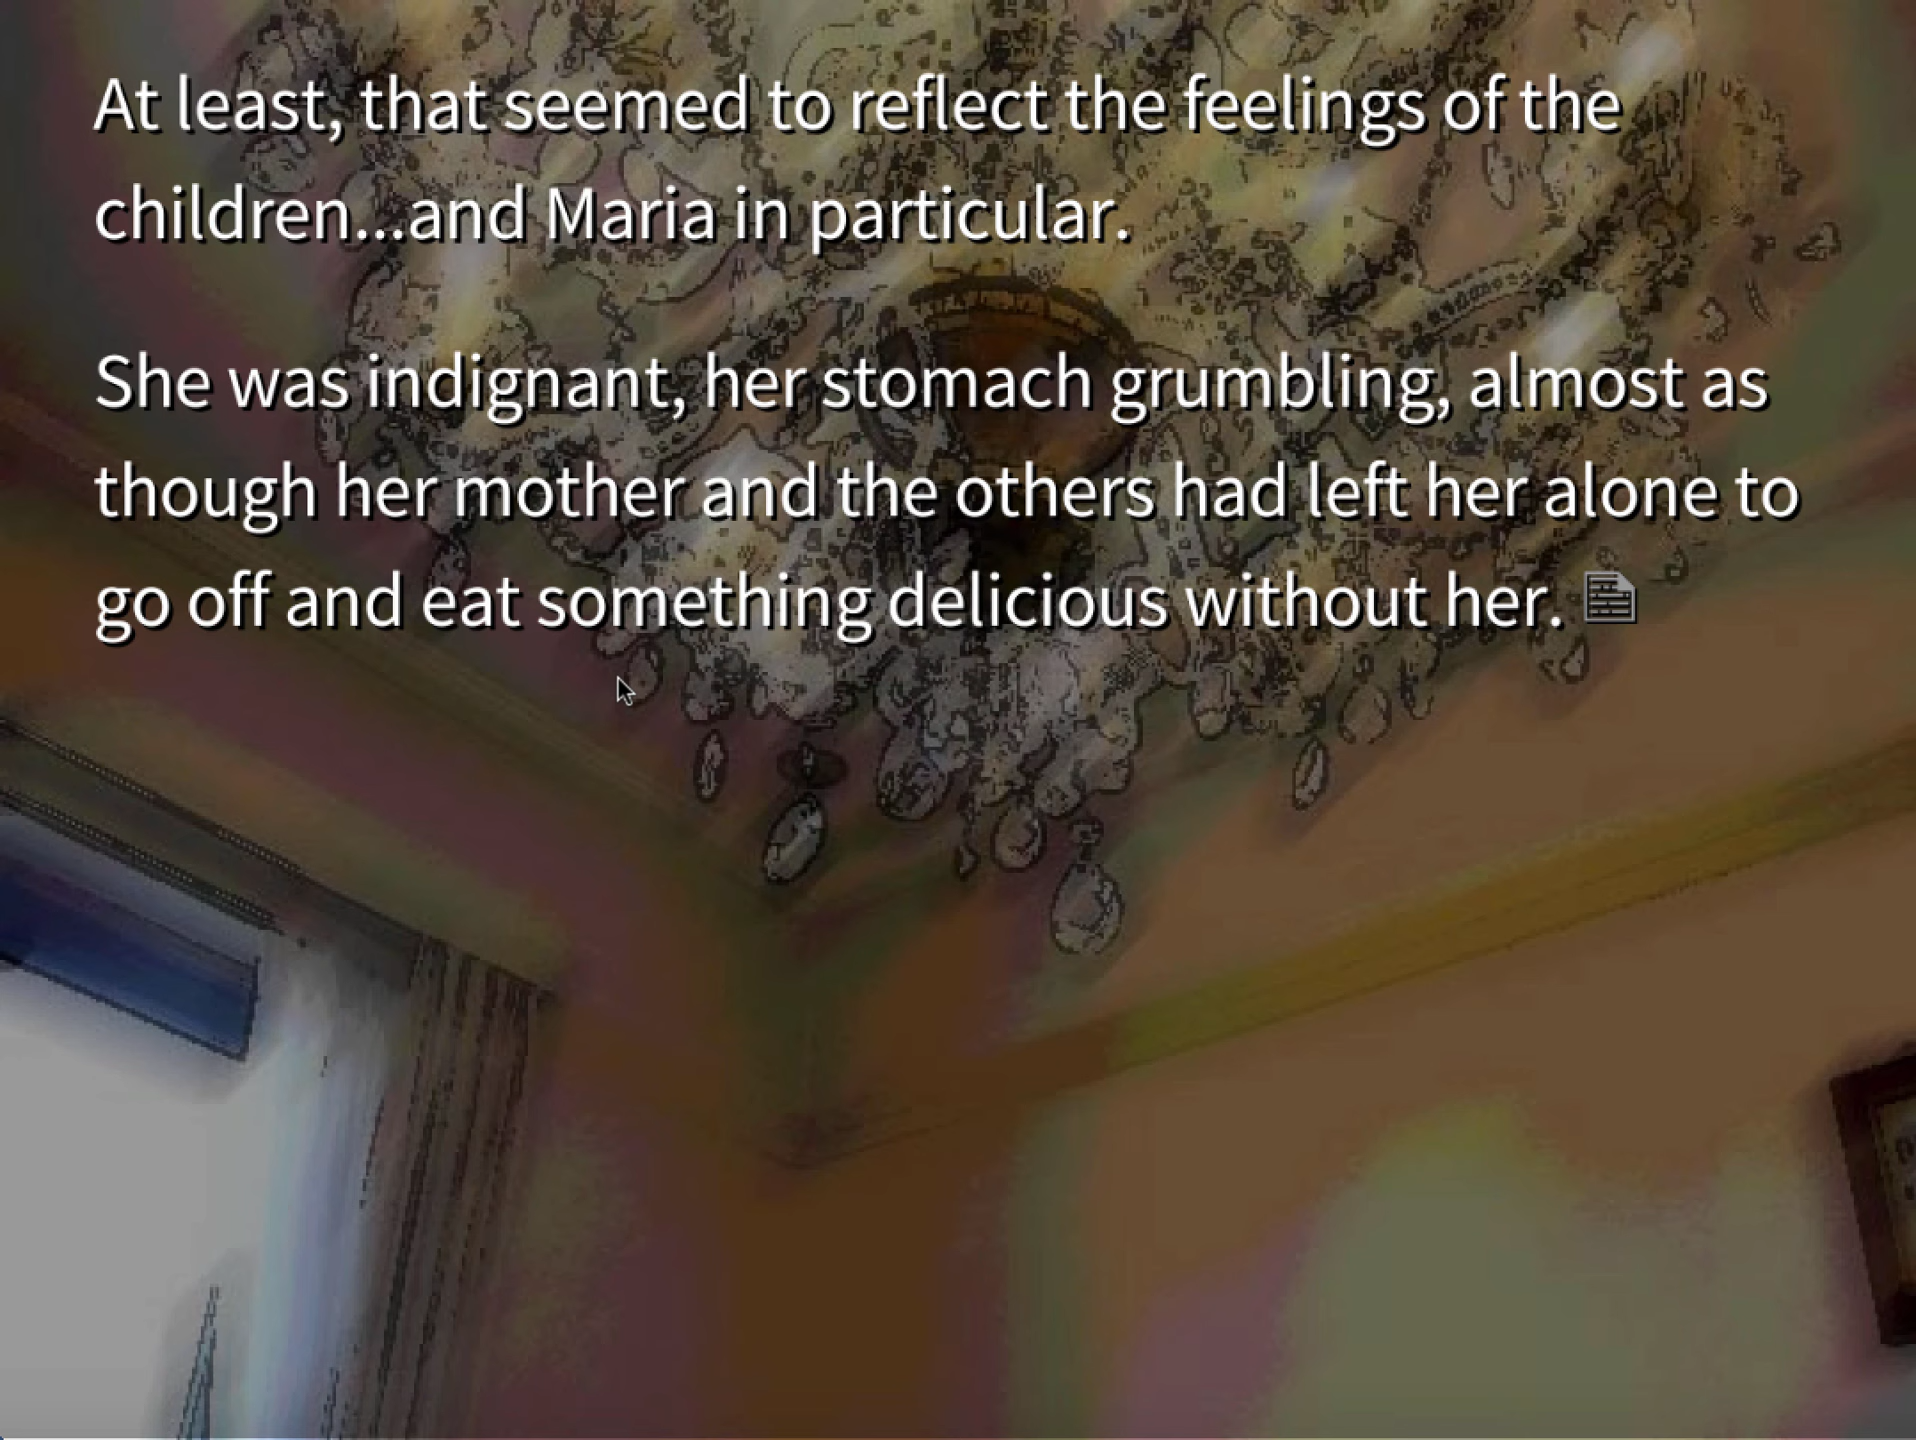 At least, that seemed to reflect the feelings of the
children...and Maria in particular.
She was indignant, her stomach grumbling, almost as
though her mother and the others had left her alone to
go off and eat something delicious without her.